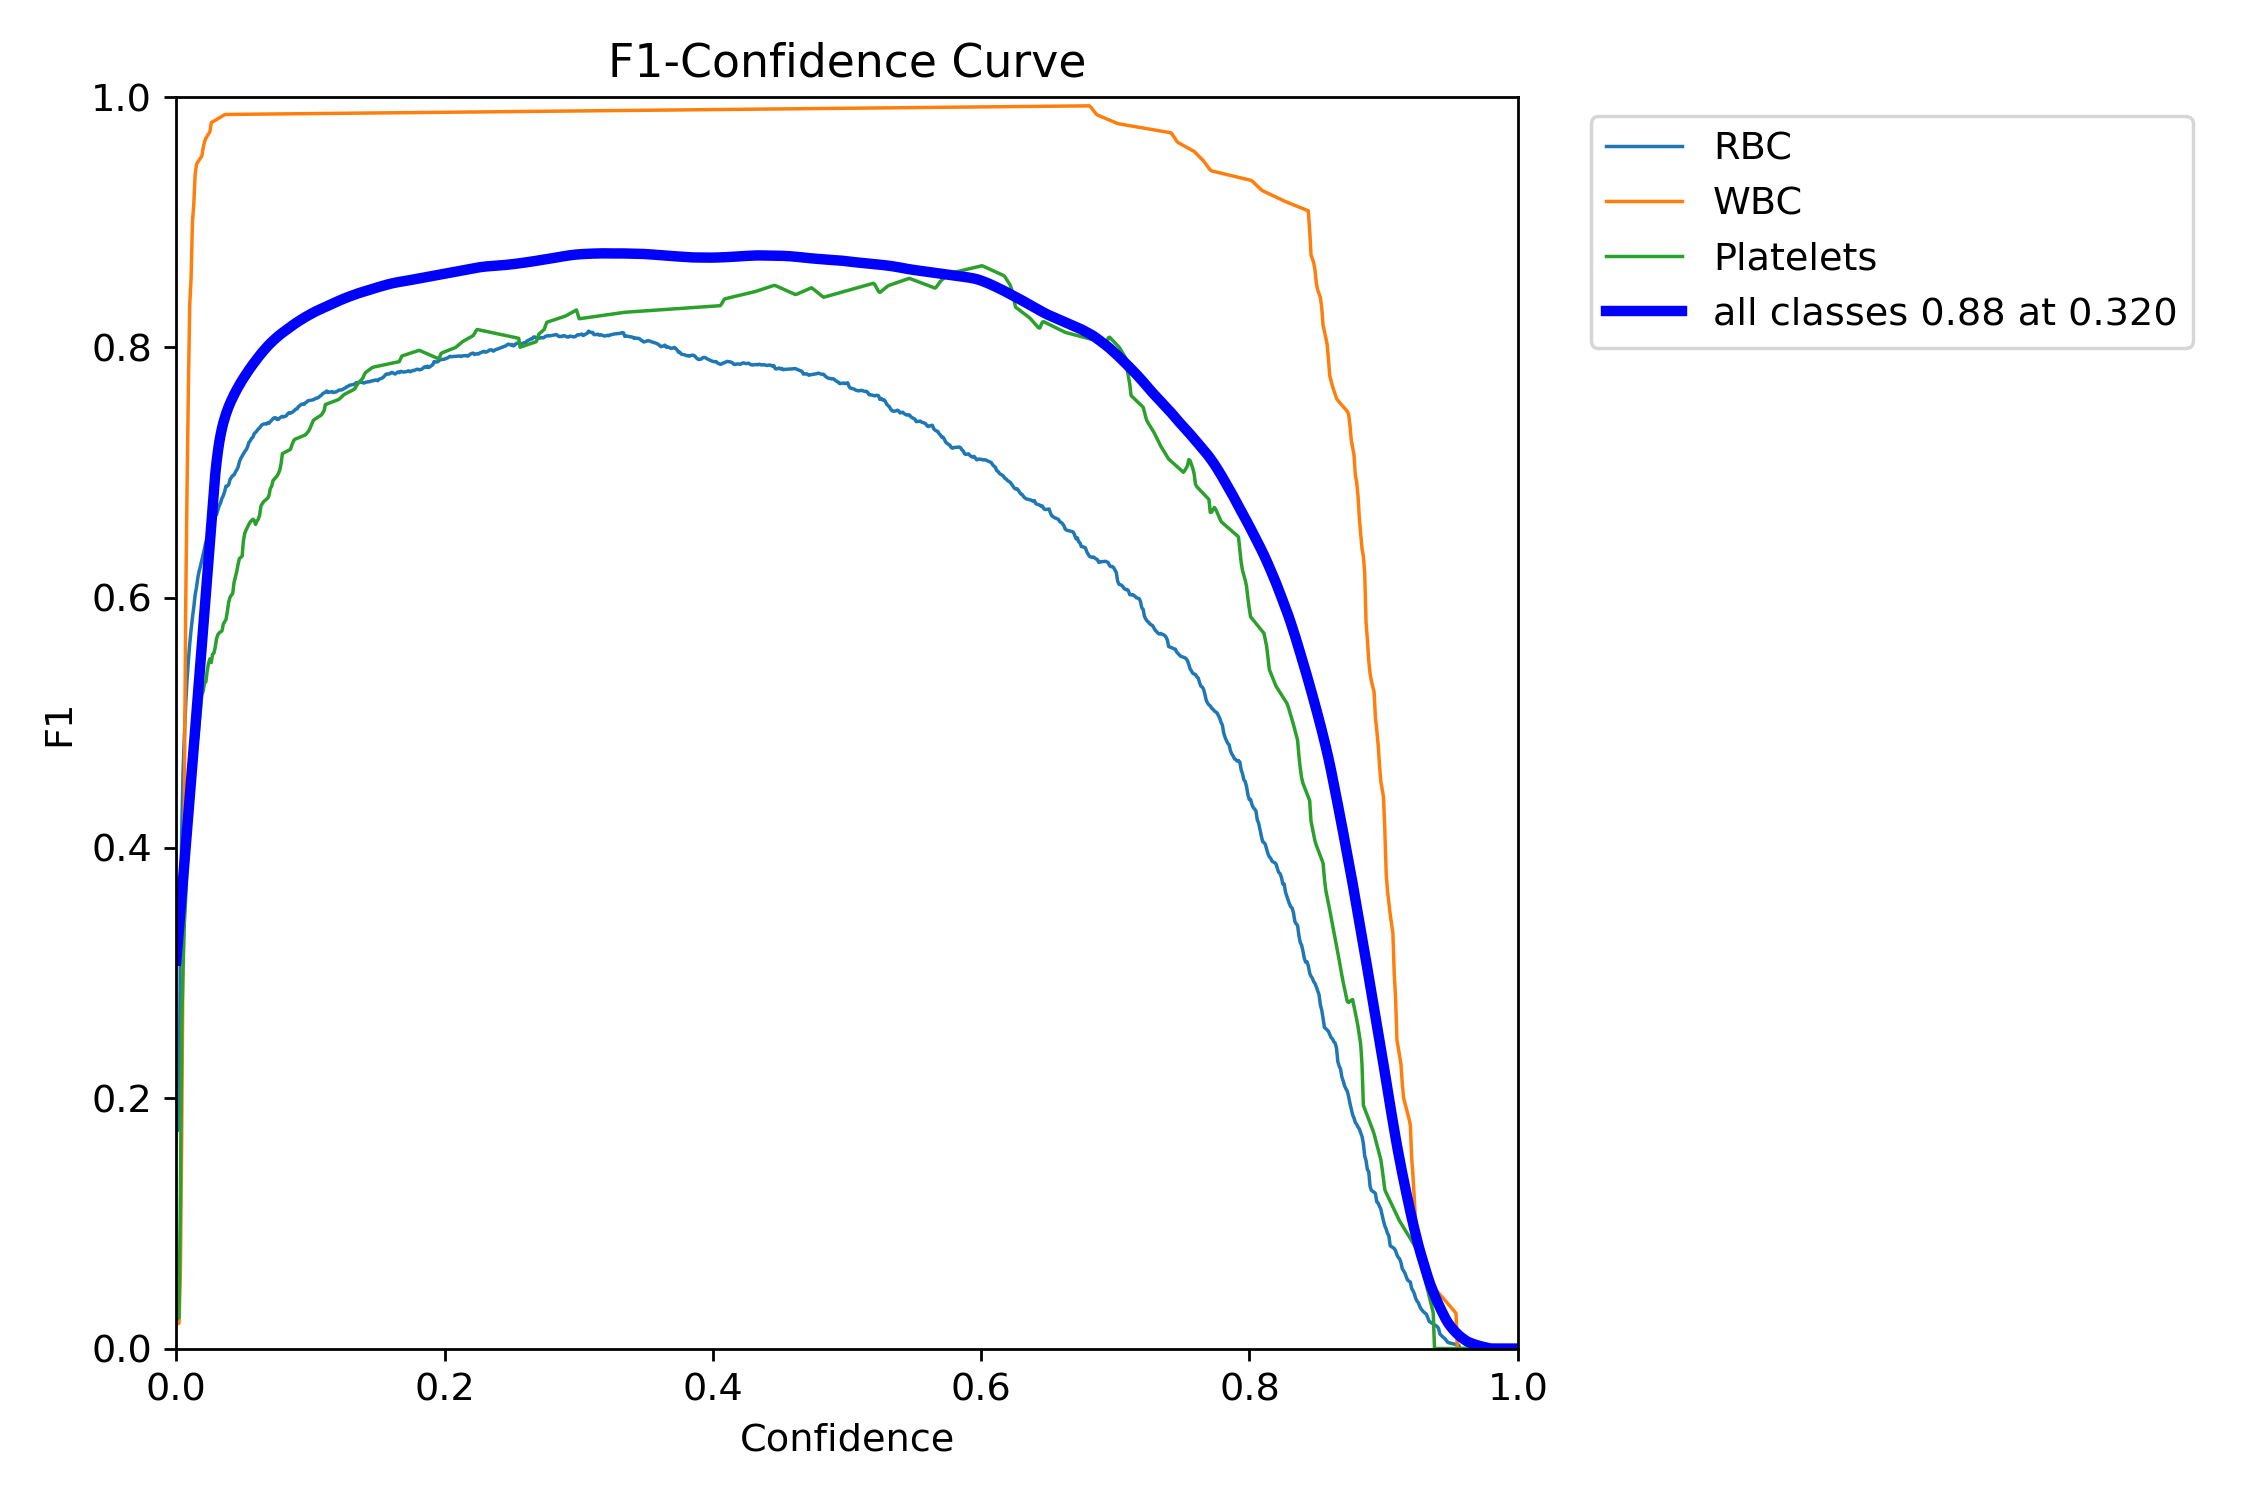 F1-Confidence Curve
1.0
0.8
0.6
0.4
0.2
0.0
F1
0.0 0.2 0.4 0.6 0.8 1.0
Confidence
RBC
WBC
Platelets
all classes 0.88 at 0.320